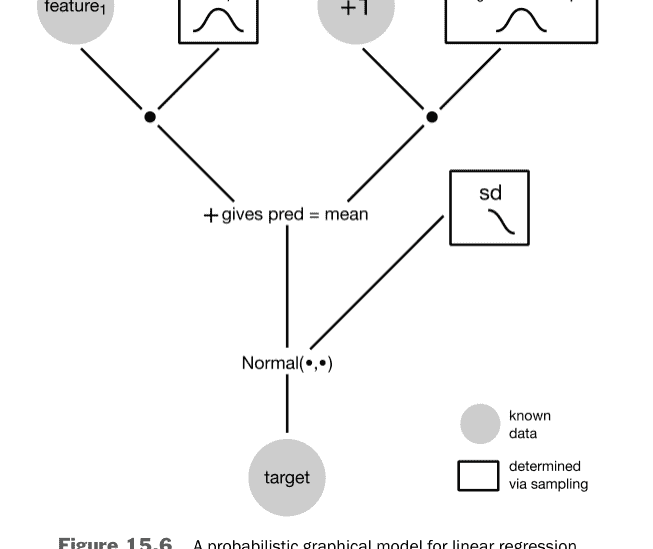 feature₁
+1
+ gives pred = mean
sd
Normal(•,•)
known
data
target
determined
via sampling
Figure 15.6 A probabilistic graphical model for linear regression